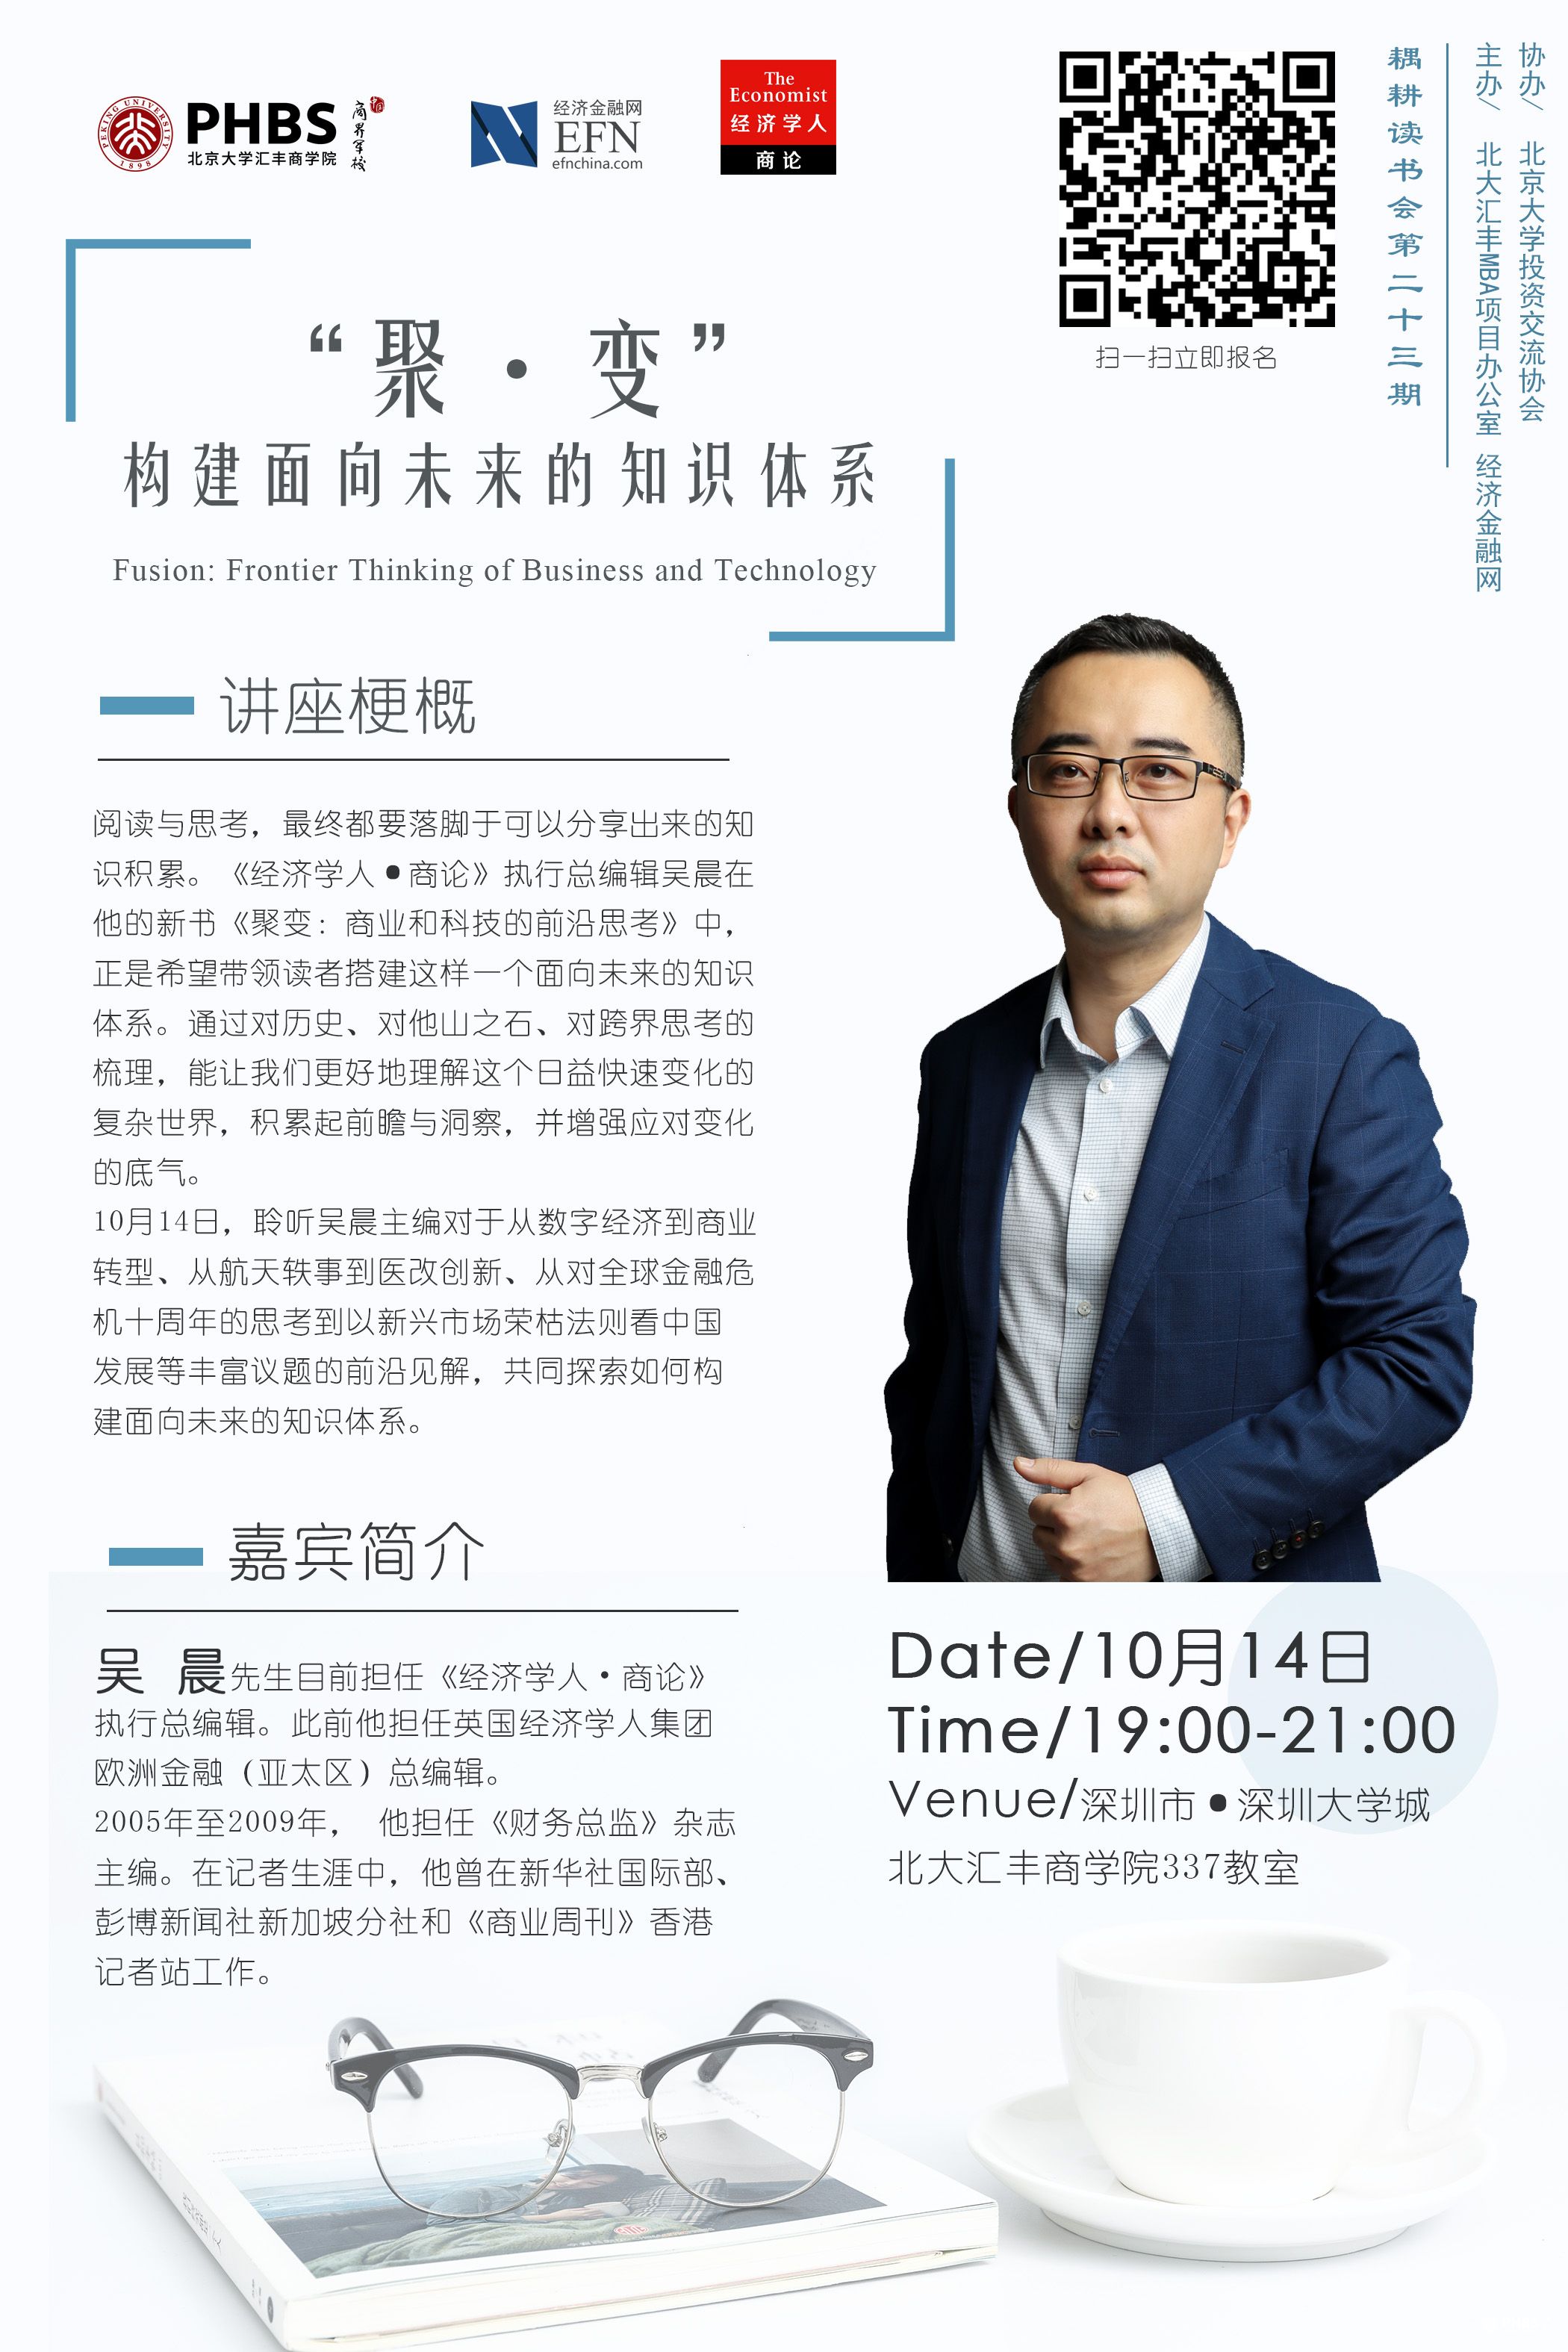 PEKING UNIVERSITY
1898
PHBS
北京大学汇丰商学院
商界军校
经济金融网
EFN
efnchina.com
The
Economist
经济学人
商论
扫一扫立即报名
耦耕读书会第二十三期
主办/ 北大汇丰MBA项目办公室 经济金融网
协办/ 北京大学投资交流协会
“聚·变”
构建面向未来的知识体系
Fusion: Frontier Thinking of Business and Technology
讲座梗概
阅读与思考，最终都要落脚于可以分享出来的知
识积累。《经济学人•商论》执行总编辑吴晨在
他的新书《聚变：商业和科技的前沿思考》中，
正是希望带领读者搭建这样一个面向未来的知识
体系。通过对历史、对他山之石、对跨界思考的
梳理，能让我们更好地理解这个日益快速变化的
复杂世界，积累起前瞻与洞察，并增强应对变化
的底气。
10月14日，聆听吴晨主编对于从数字经济到商业
转型、从航天轶事到医改创新、从对全球金融危
机十周年的思考到以新兴市场荣枯法则看中国
发展等丰富议题的前沿见解，共同探索如何构
建面向未来的知识体系。
嘉宾简介
吴 晨先生目前担任《经济学人·商论》
执行总编辑。此前他担任英国经济学人集团
欧洲金融（亚太区）总编辑。
2005年至2009年， 他担任《财务总监》杂志
主编。在记者生涯中，他曾在新华社国际部、
彭博新闻社新加坡分社和《商业周刊》香港
记者站工作。
Date/10月14日
Time/19:00-21:00
Venue/深圳市•深圳大学城
北大汇丰商学院337教室